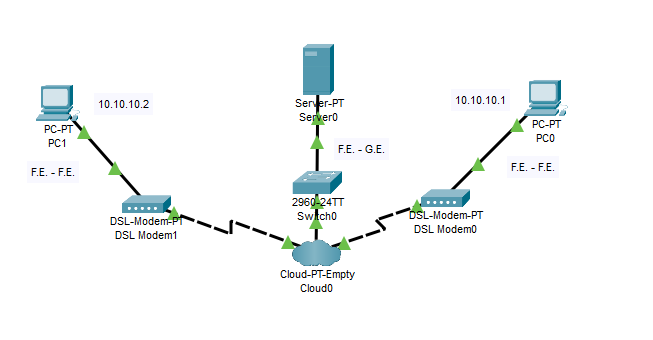 10.10.10.2
PC-PT
PC1
F.E. - F.E.
DSL-Modem-PT
DSL Modem1
Server-PT
Server0
F.E. - G.E.
2960-24TT
Switch0
Cloud-PT-Empty
Cloud0
10.10.10.1
PC-PT
PC0
F.E. - F.E.
DSL-Modem-PT
DSL Modem0